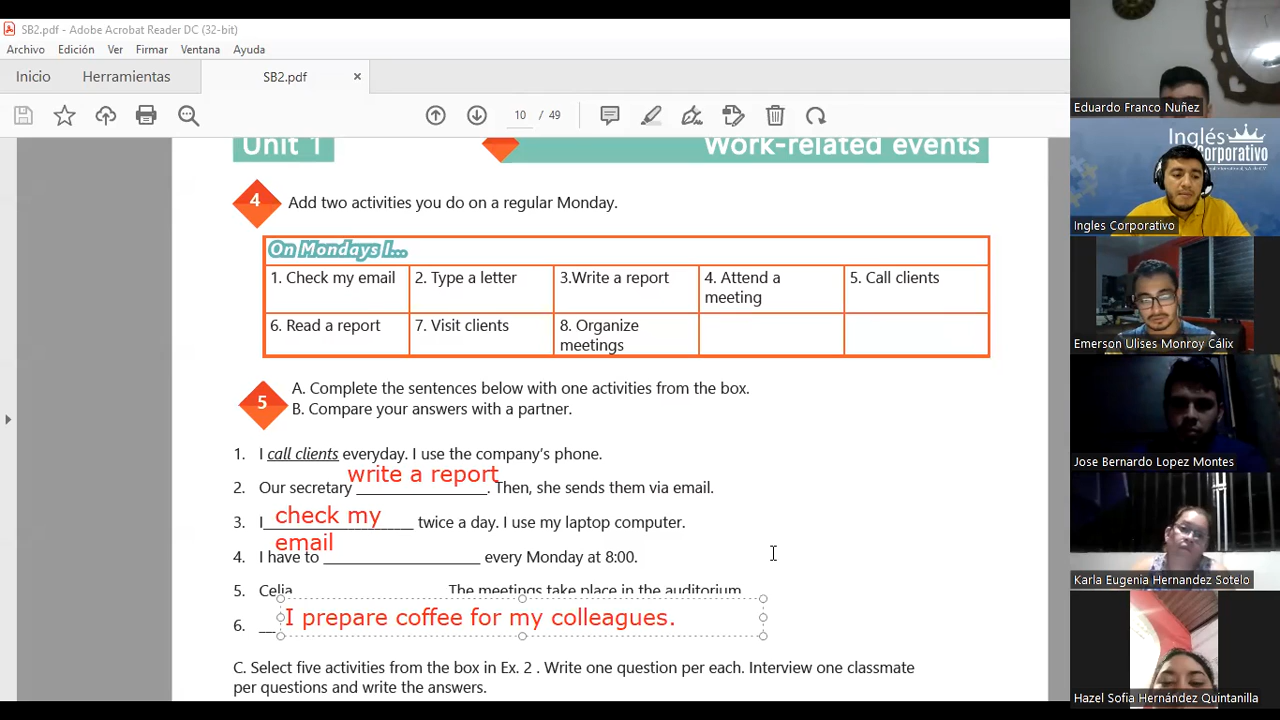 SB2.pdf - Adobe Acrobat Reader DC (32-bit)
Archivo Edición Ver Firmar Ventana Ayuda
Inicio Herramientas SB2.pdf ×
10 / 49
Unit 1 Work-related events
4 Add two activities you do on a regular Monday.
On Mondays I...
1. Check my email 2. Type a letter 3.Write a report 4. Attend a meeting 5. Call clients
6. Read a report 7. Visit clients 8. Organize meetings
5 A. Complete the sentences below with one activities from the box.
B. Compare your answers with a partner.
1. I call clients everyday. I use the company's phone.
write a report
2. Our secretary _______________. Then, she sends them via email.
check my
3. I_________________ twice a day. I use my laptop computer.
email
4. I have to __________________ every Monday at 8:00.
5. Celia The meetings take place in the auditorium
I prepare coffee for my colleagues.
6. __
C. Select five activities from the box in Ex. 2 . Write one question per each. Interview one classmate
per questions and write the answers.
Eduardo Franco Nuñez
Inglés
Corporativo
Ingles Corporativo
Emerson Ulises Monroy Cálix
Jose Bernardo Lopez Montes
Karla Eugenia Hernandez Sotelo
Hazel Sofia Hernández Quintanilla